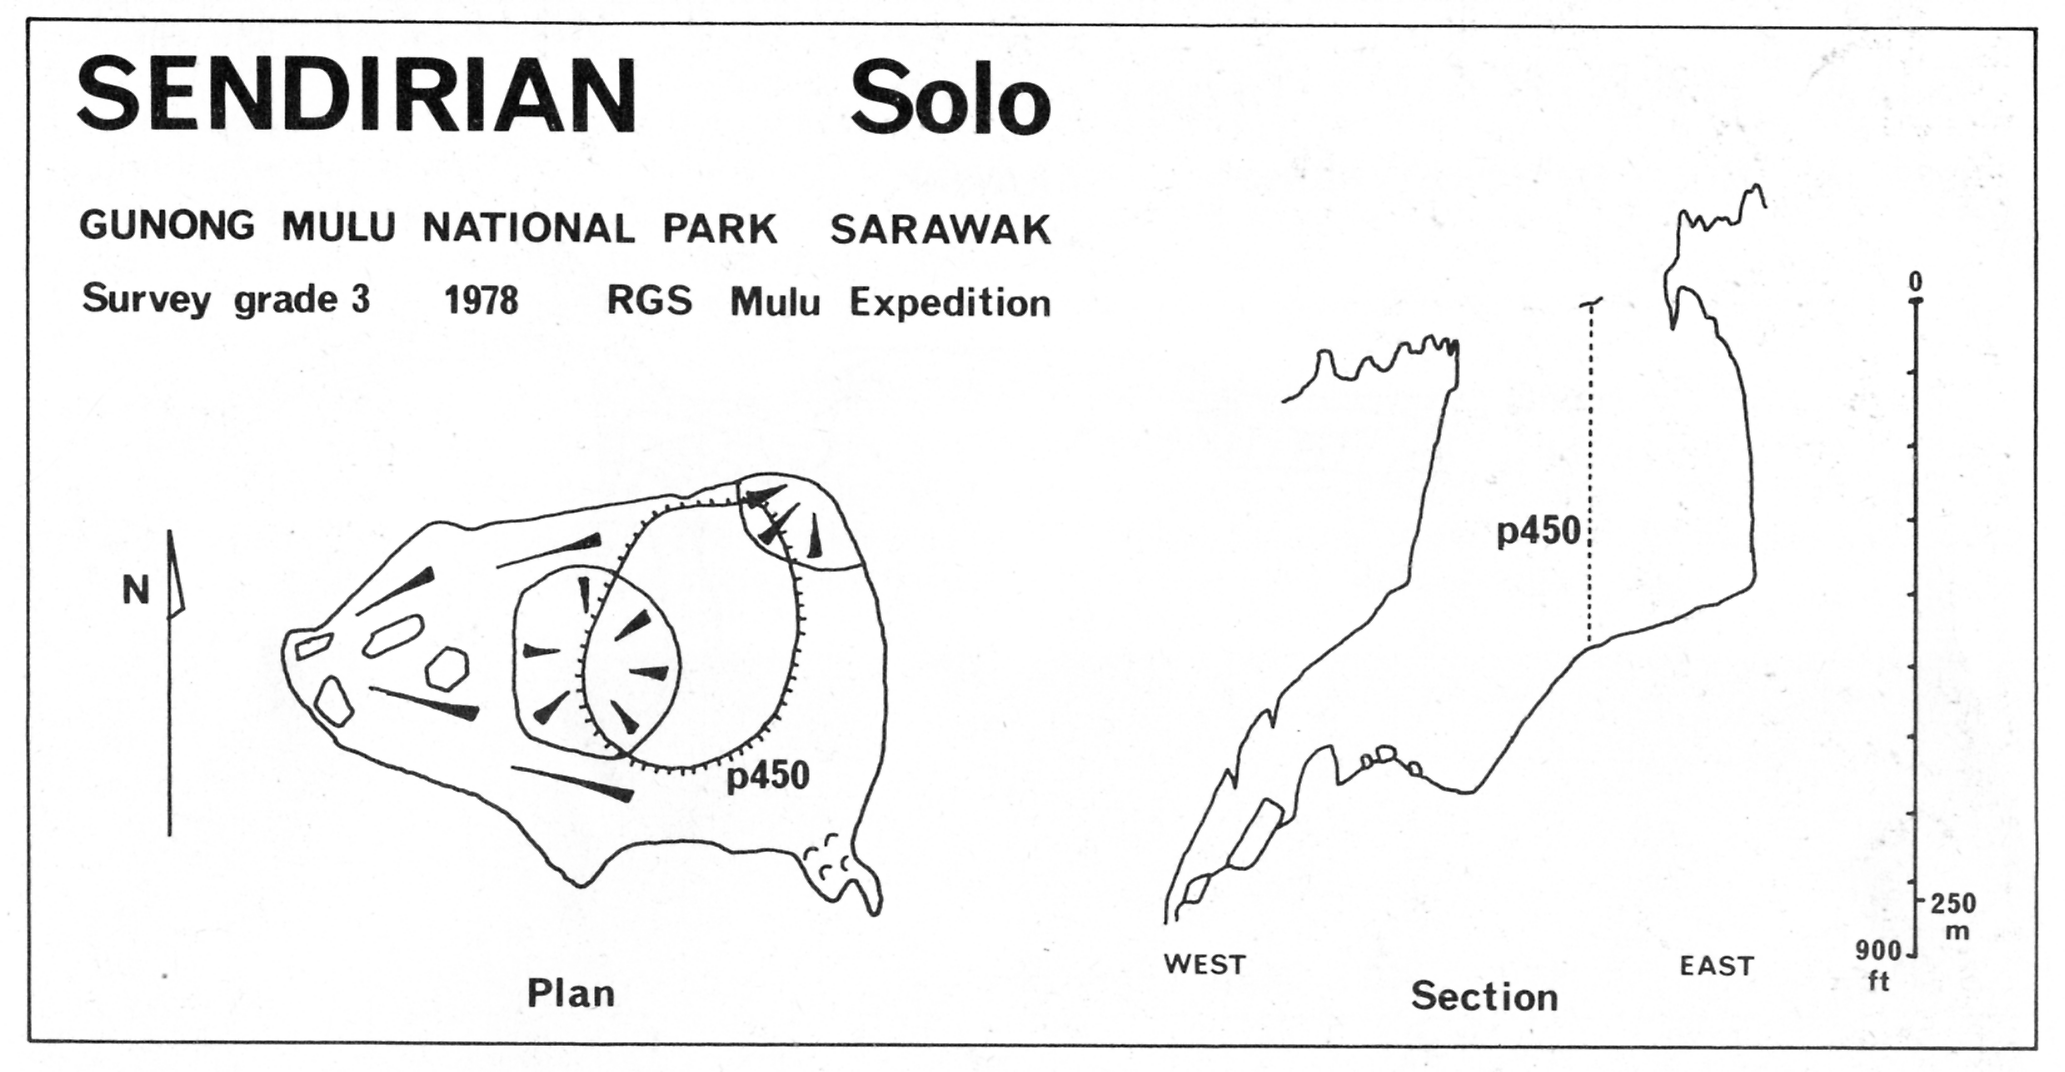 SENDIRIAN Solo
GUNONG MULU NATIONAL PARK SARAWAK
Survey grade 3 1978 RGS Mulu Expedition
N
p450
Plan
p450
0
250
m
900
ft
WEST
EAST
Section